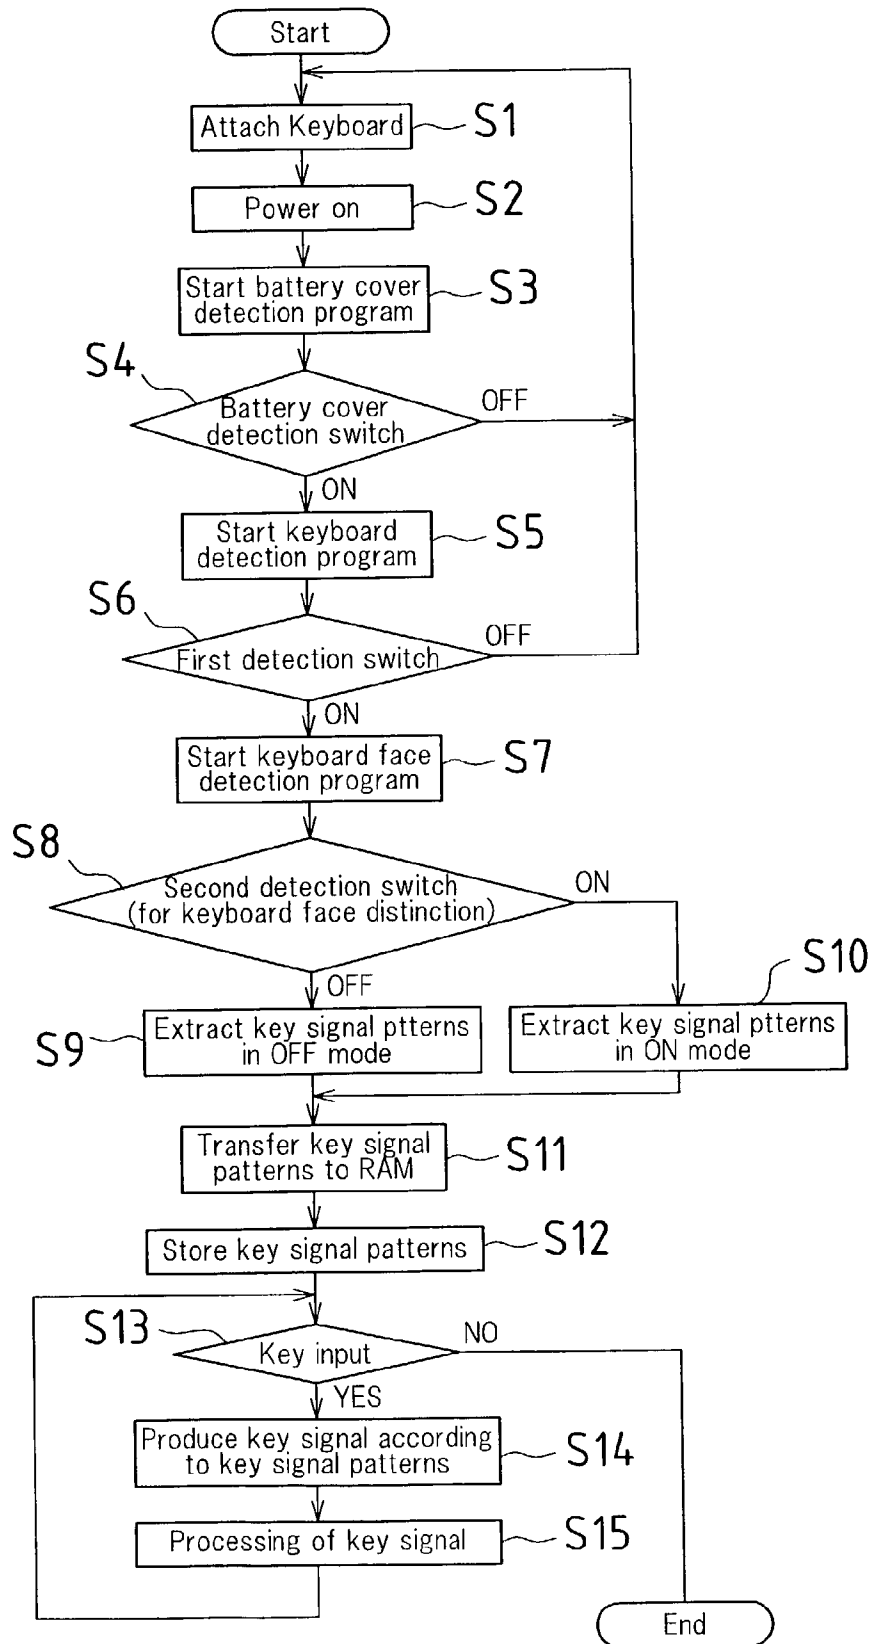 Start
Attach Keyboard
S1
Power on
S2
Start battery cover
detection program
S3
S4
Battery cover
detection switch
OFF
ON
Start keyboard
detection program
S5
S6
First detection switch
OFF
ON
Start keyboard face
detection program
S7
S8
Second detection switch
(for keyboard face distinction)
ON
OFF
S10
S9
Extract key signal ptterns
in OFF mode
Extract key signal ptterns
in ON mode
Transfer key signal
patterns to RAM
S11
Store key signal patterns
S12
S13
Key input
NO
YES
Produce key signal according
to key signal patterns
S14
Processing of key signal
S15
End